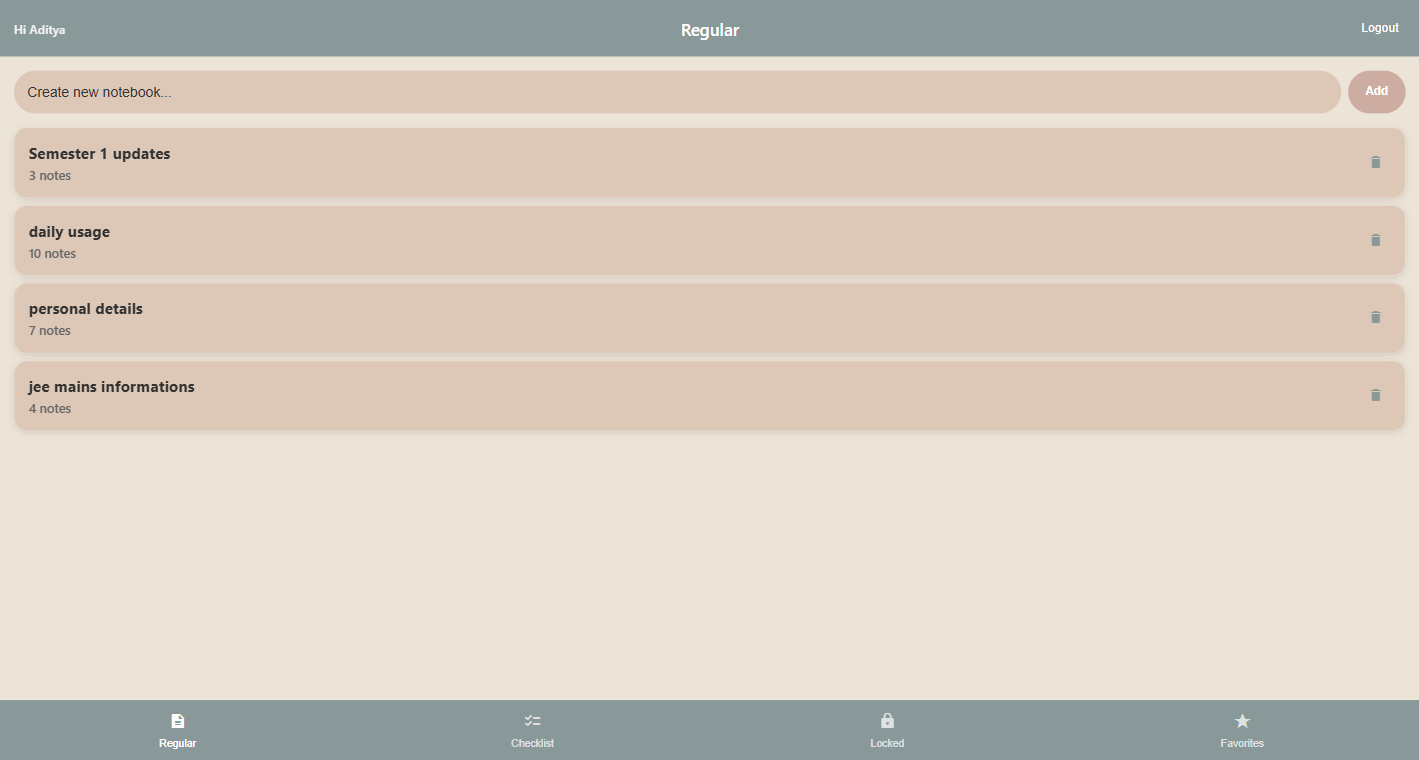 Hi Aditya
Regular
Logout
Create new notebook...
Add
Semester 1 updates
3 notes
daily usage
10 notes
personal details
7 notes
jee mains informations
4 notes
Regular
Checklist
Locked
Favorites